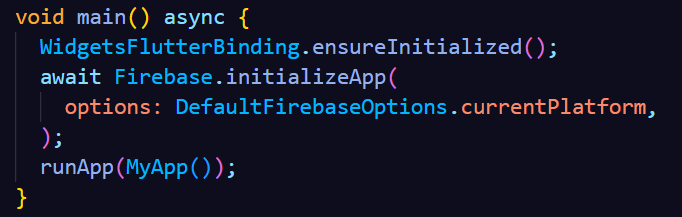 void main() async {
  WidgetsFlutterBinding.ensureInitialized();
  await Firebase.initializeApp(
    options: DefaultFirebaseOptions.currentPlatform,
  );
  runApp(MyApp());
}